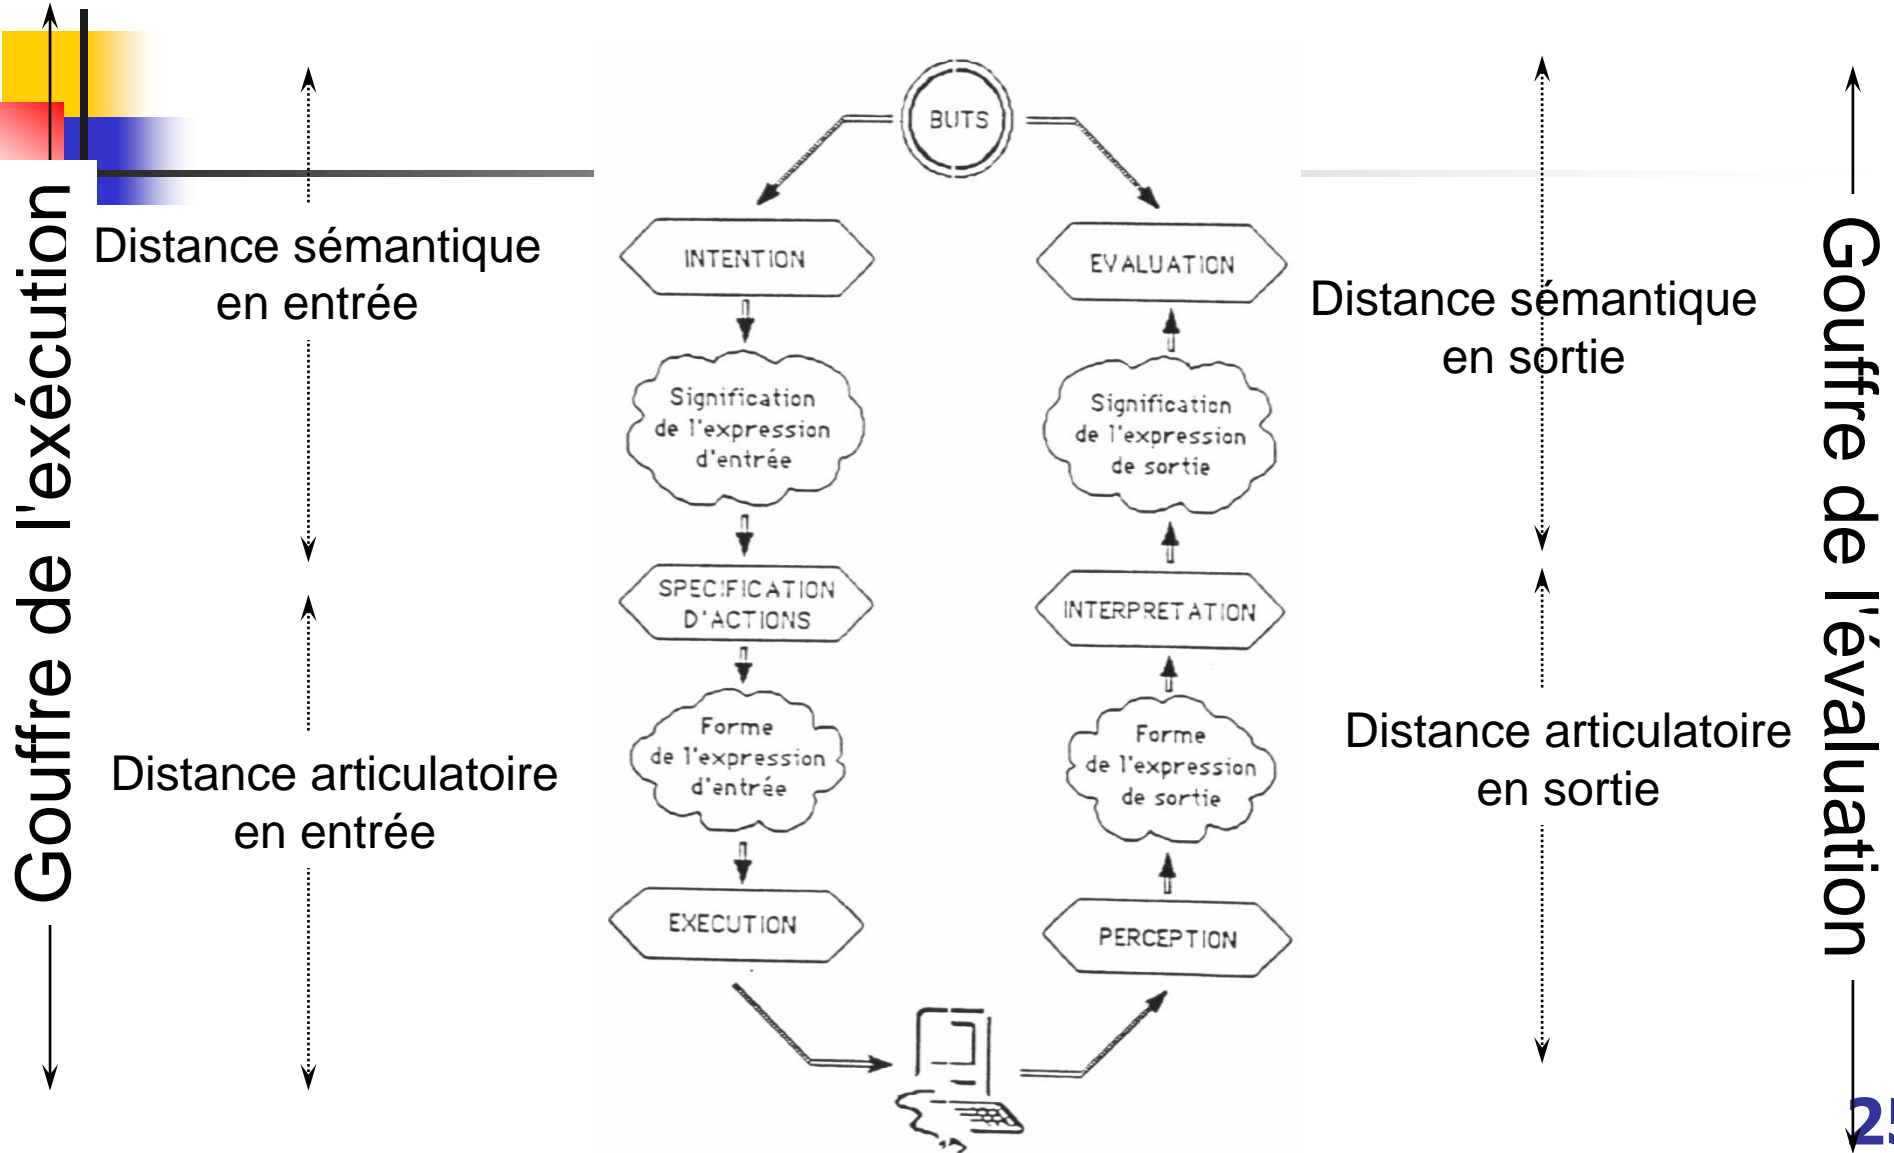 Gouffre de l'exécution
Distance sémantique
en entrée
Distance articulatoire
en entrée
BUTS
INTENTION
Signification
de l'expression
d'entrée
SPECIFICATION
D'ACTIONS
Forme
de l'expression
d'entrée
EXECUTION
EVALUATION
Signification
de l'expression
de sortie
INTERPRETATION
Forme
de l'expression
de sortie
PERCEPTION
Distance sémantique
en sortie
Distance articulatoire
en sortie
Gouffre de l'évaluation